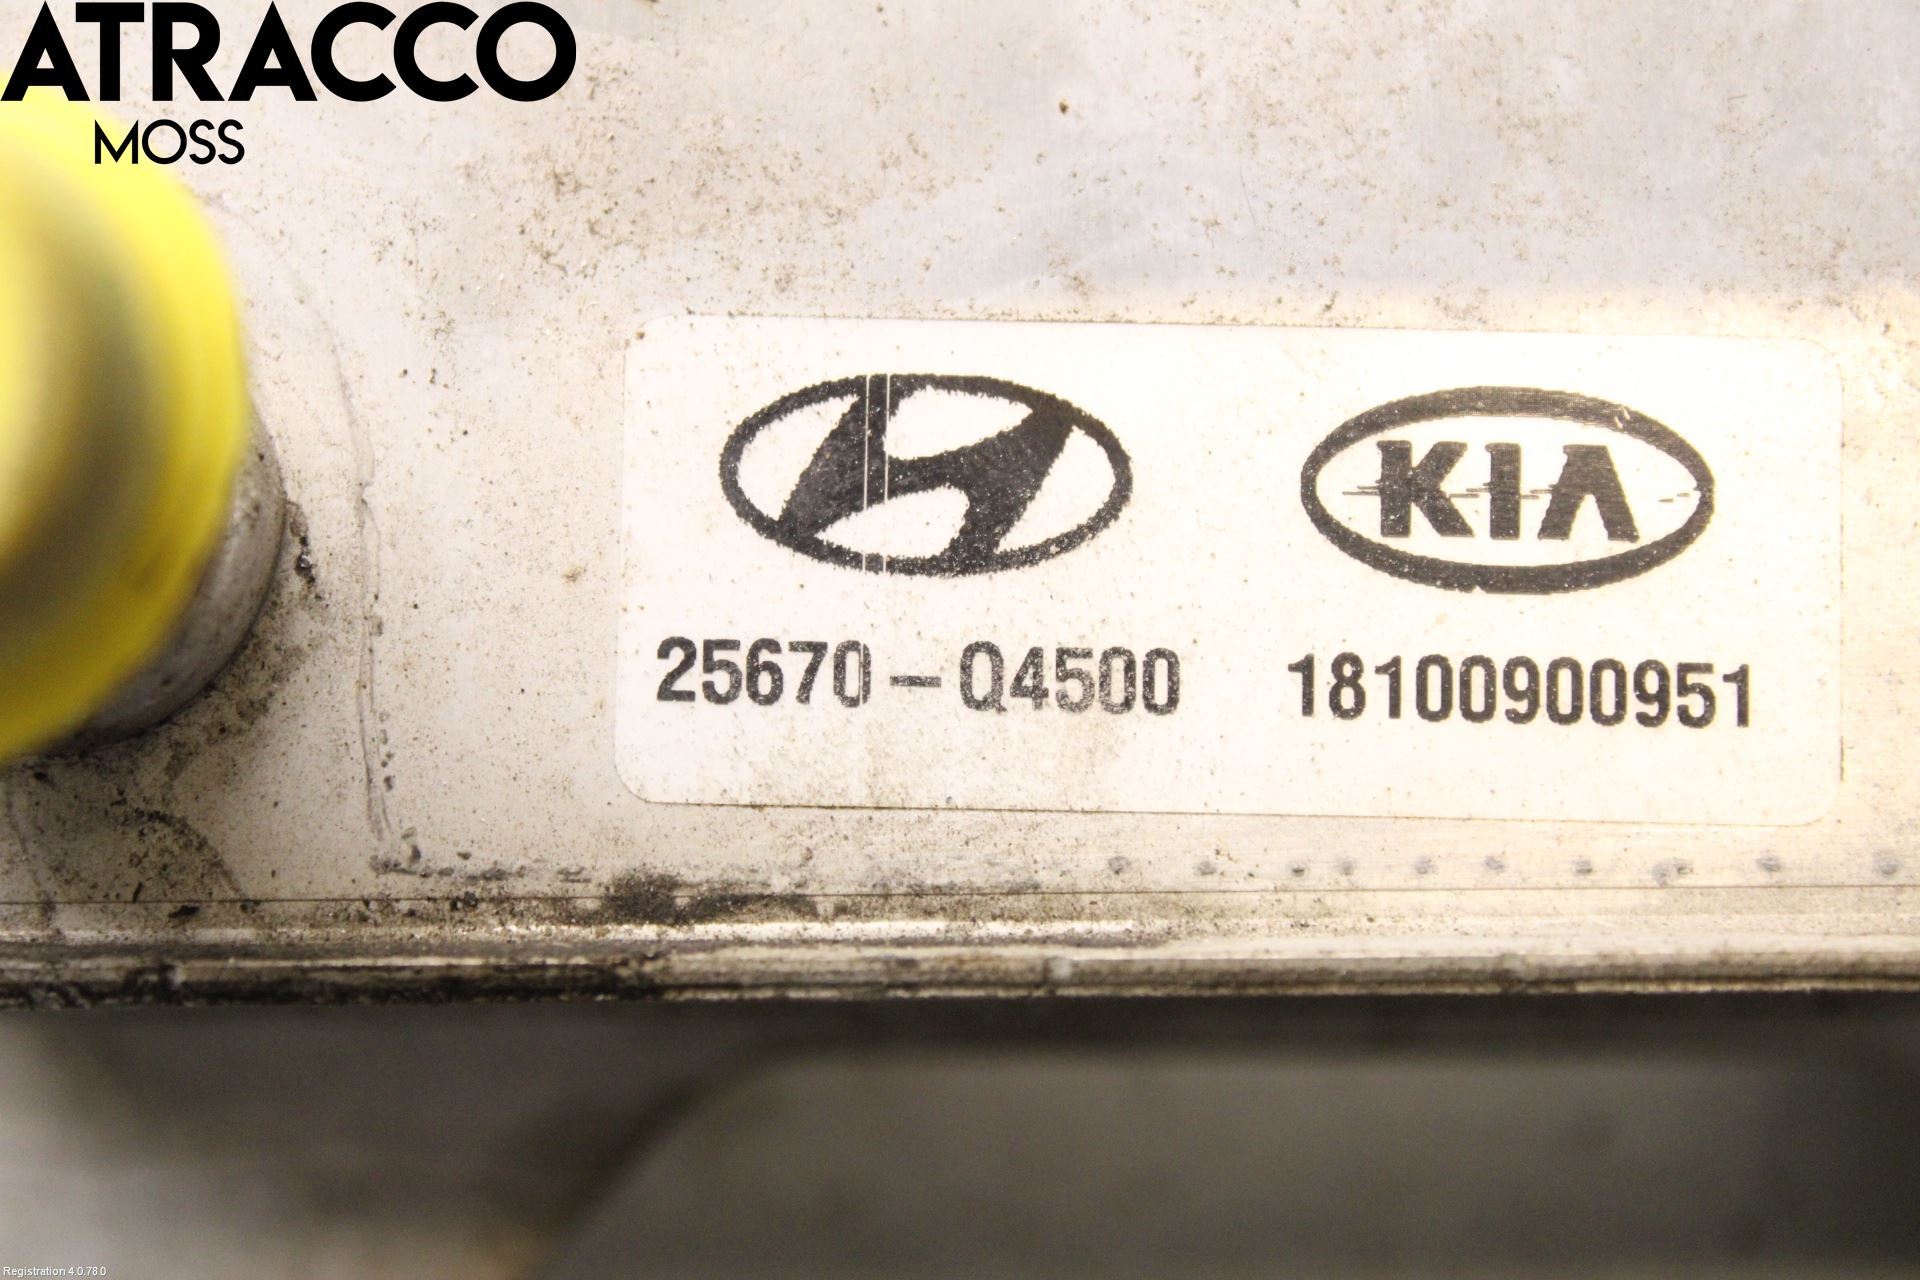 ATRACCO
MOSS
KIA
25670-Q4500 18100900951
Registration 4.0.78.0